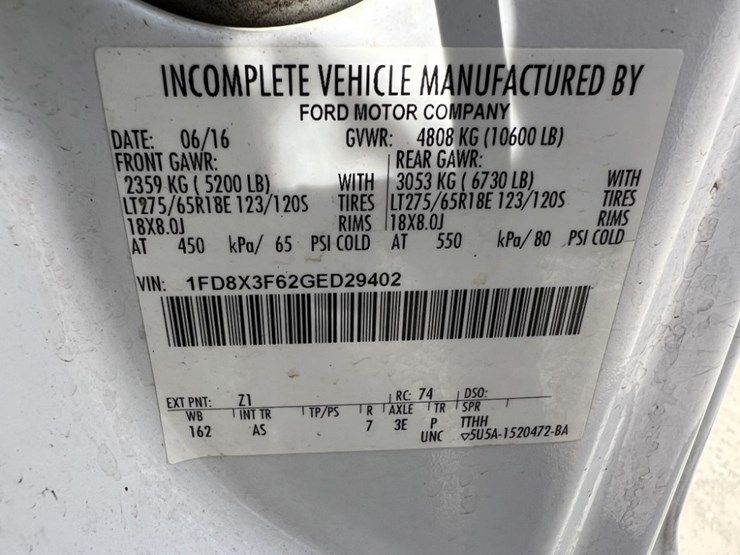 INCOMPLETE VEHICLE MANUFACTURED BY
FORD MOTOR COMPANY
DATE: 06/16 GVWR: 4808 KG (10600 LB)
FRONT GAWR: REAR GAWR:
2359 KG ( 5200 LB) WITH 3053 KG ( 6730 LB) WITH
LT275/65R18E 123/120S TIRES LT275/65R18E 123/120S TIRES
18X8.0J RIMS 18X8.0J RIMS
AT 450 kPa/ 65 PSI COLD AT 550 kPa/ 80 PSI COLD
VIN: 1FD8X3F62GED29402
EXT PNT: Z1 RC: 74 DSO:
WB INT TR TP/PS R AXLE TR SPR
162 AS 7 3E P TTHH
UNC ▽5U5A-1520472-BA